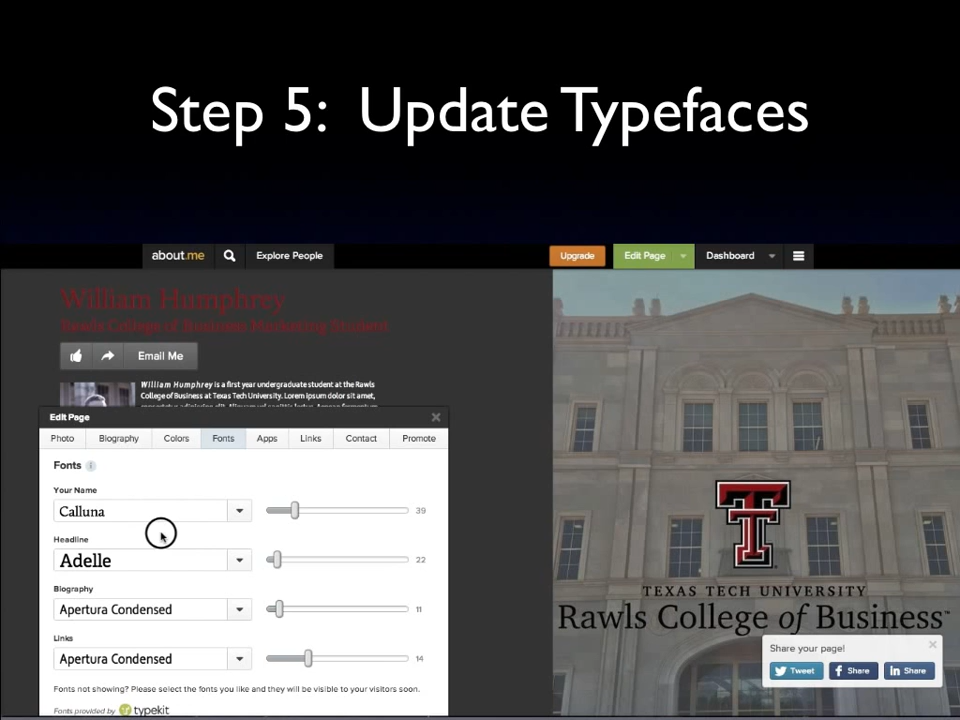 Step 5: Update Typefaces
about.me
Explore People
Upgrade
Edit Page
Dashboard
William Humphrey
Rawls College of Business Marketing Student
Email Me
William Humphrey is a first year undergraduate student at the Rawls
College of Business at Texas Tech University. Lorem ipsum dolor sit amet,
Edit Page
Photo
Biography
Colors
Fonts
Apps
Links
Contact
Promote
Fonts
Your Name
Calluna
39
Headline
Adelle
22
Biography
Apertura Condensed
11
Links
Apertura Condensed
14
Fonts not showing? Please select the fonts you like and they will be visible to your visitors soon.
Fonts provided by typekit
TEXAS TECH UNIVERSITY
Rawls College of Business™
Share your page!
Tweet
Share
Share